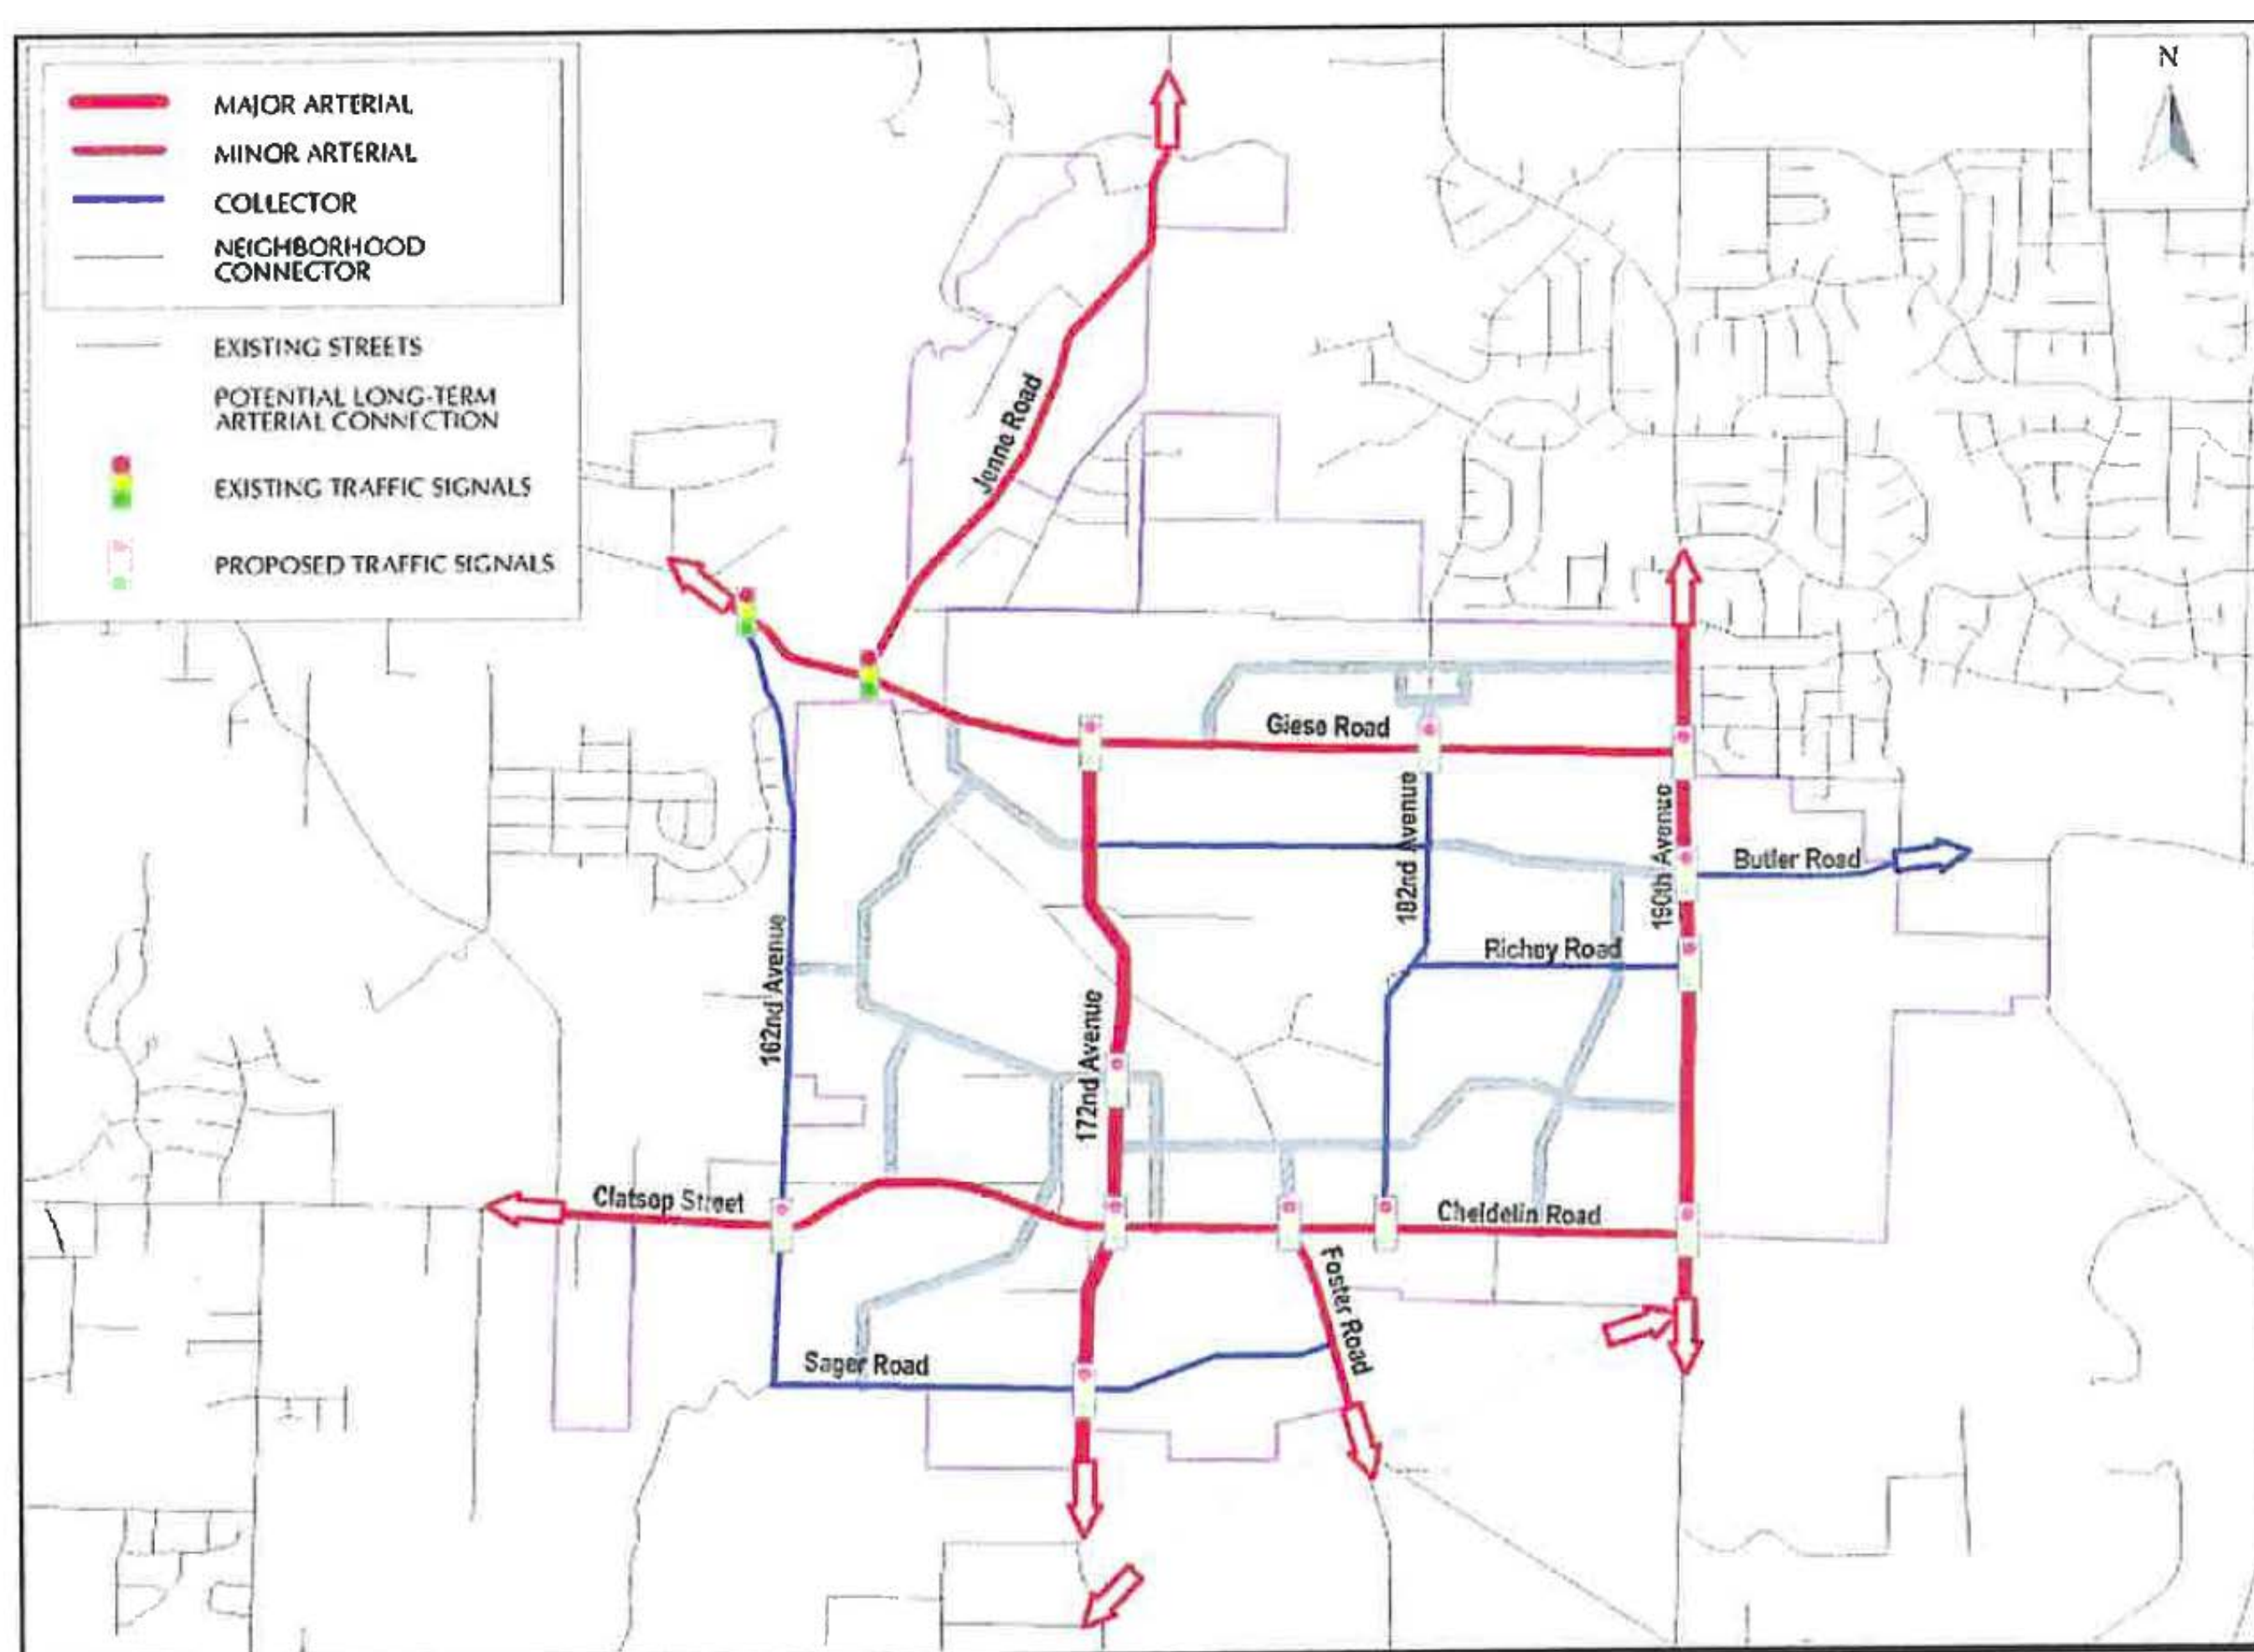 MAJOR ARTERIAL
MINOR ARTERIAL
COLLECTOR
NEIGHBORHOOD
CONNECTOR
EXISTING STREETS
POTENTIAL LONG-TERM
ARTERIAL CONNECTION
EXISTING TRAFFIC SIGNALS
PROPOSED TRAFFIC SIGNALS
N
Jenne Road
Giese Road
182nd Avenue
190th Avenue
Butler Road
Richey Road
162nd Avenue
172nd Avenue
Clatsop Street
Cheldelin Road
Foster Road
Sager Road